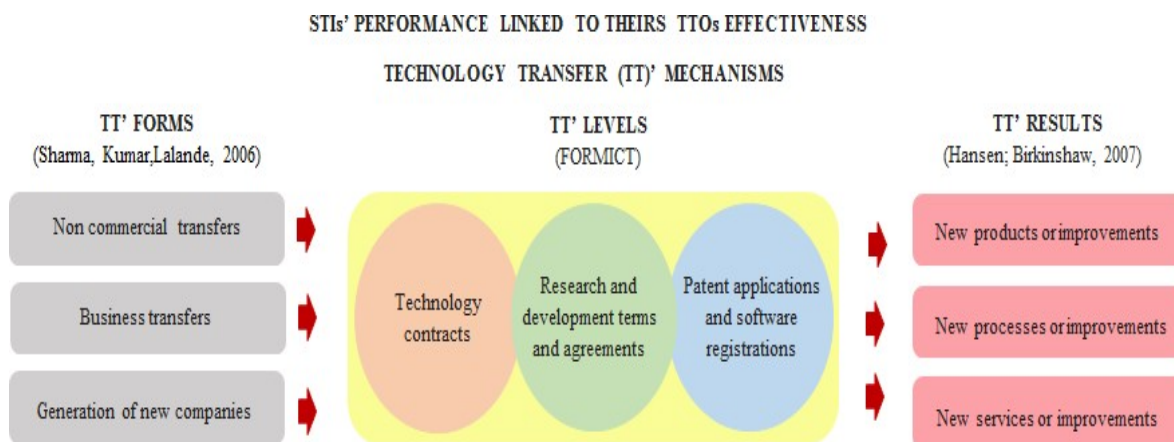 STIs' PERFORMANCE LINKED TO THEIRS TTOs EFFECTIVENESS
TECHNOLOGY TRANSFER (TT)' MECHANISMS
TT' FORMS
(Sharma, Kumar,Lalande, 2006)
Non commercial transfers
Business transfers
Generation of new companies
TT' LEVELS
(FORMICT)
Technology
contracts
Research and
development terms
and agreements
Patent applications
and software
registrations
TT' RESULTS
(Hansen; Birkinshaw, 2007)
New products or improvements
New processes or improvements
New services or improvements